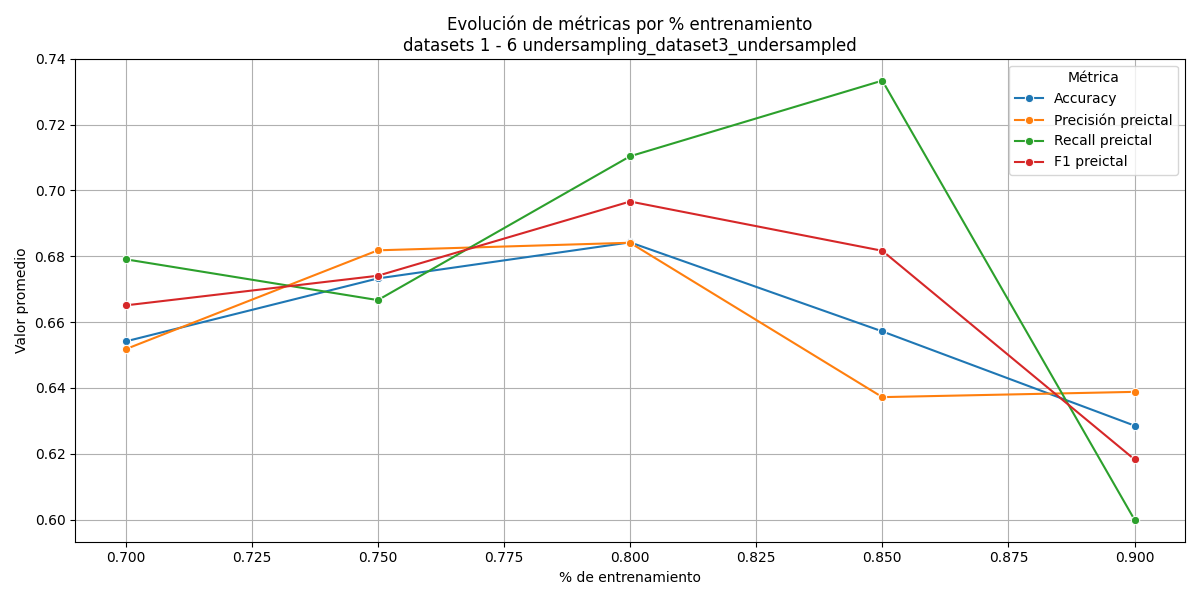 Evolución de métricas por % entrenamiento
datasets 1 - 6 undersampling_dataset3_undersampled
Métrica
Accuracy
Precisión preictal
Recall preictal
F1 preictal
Valor promedio
0.74
0.72
0.70
0.68
0.66
0.64
0.62
0.60
0.700 0.725 0.750 0.775 0.800 0.825 0.850 0.875 0.900
% de entrenamiento